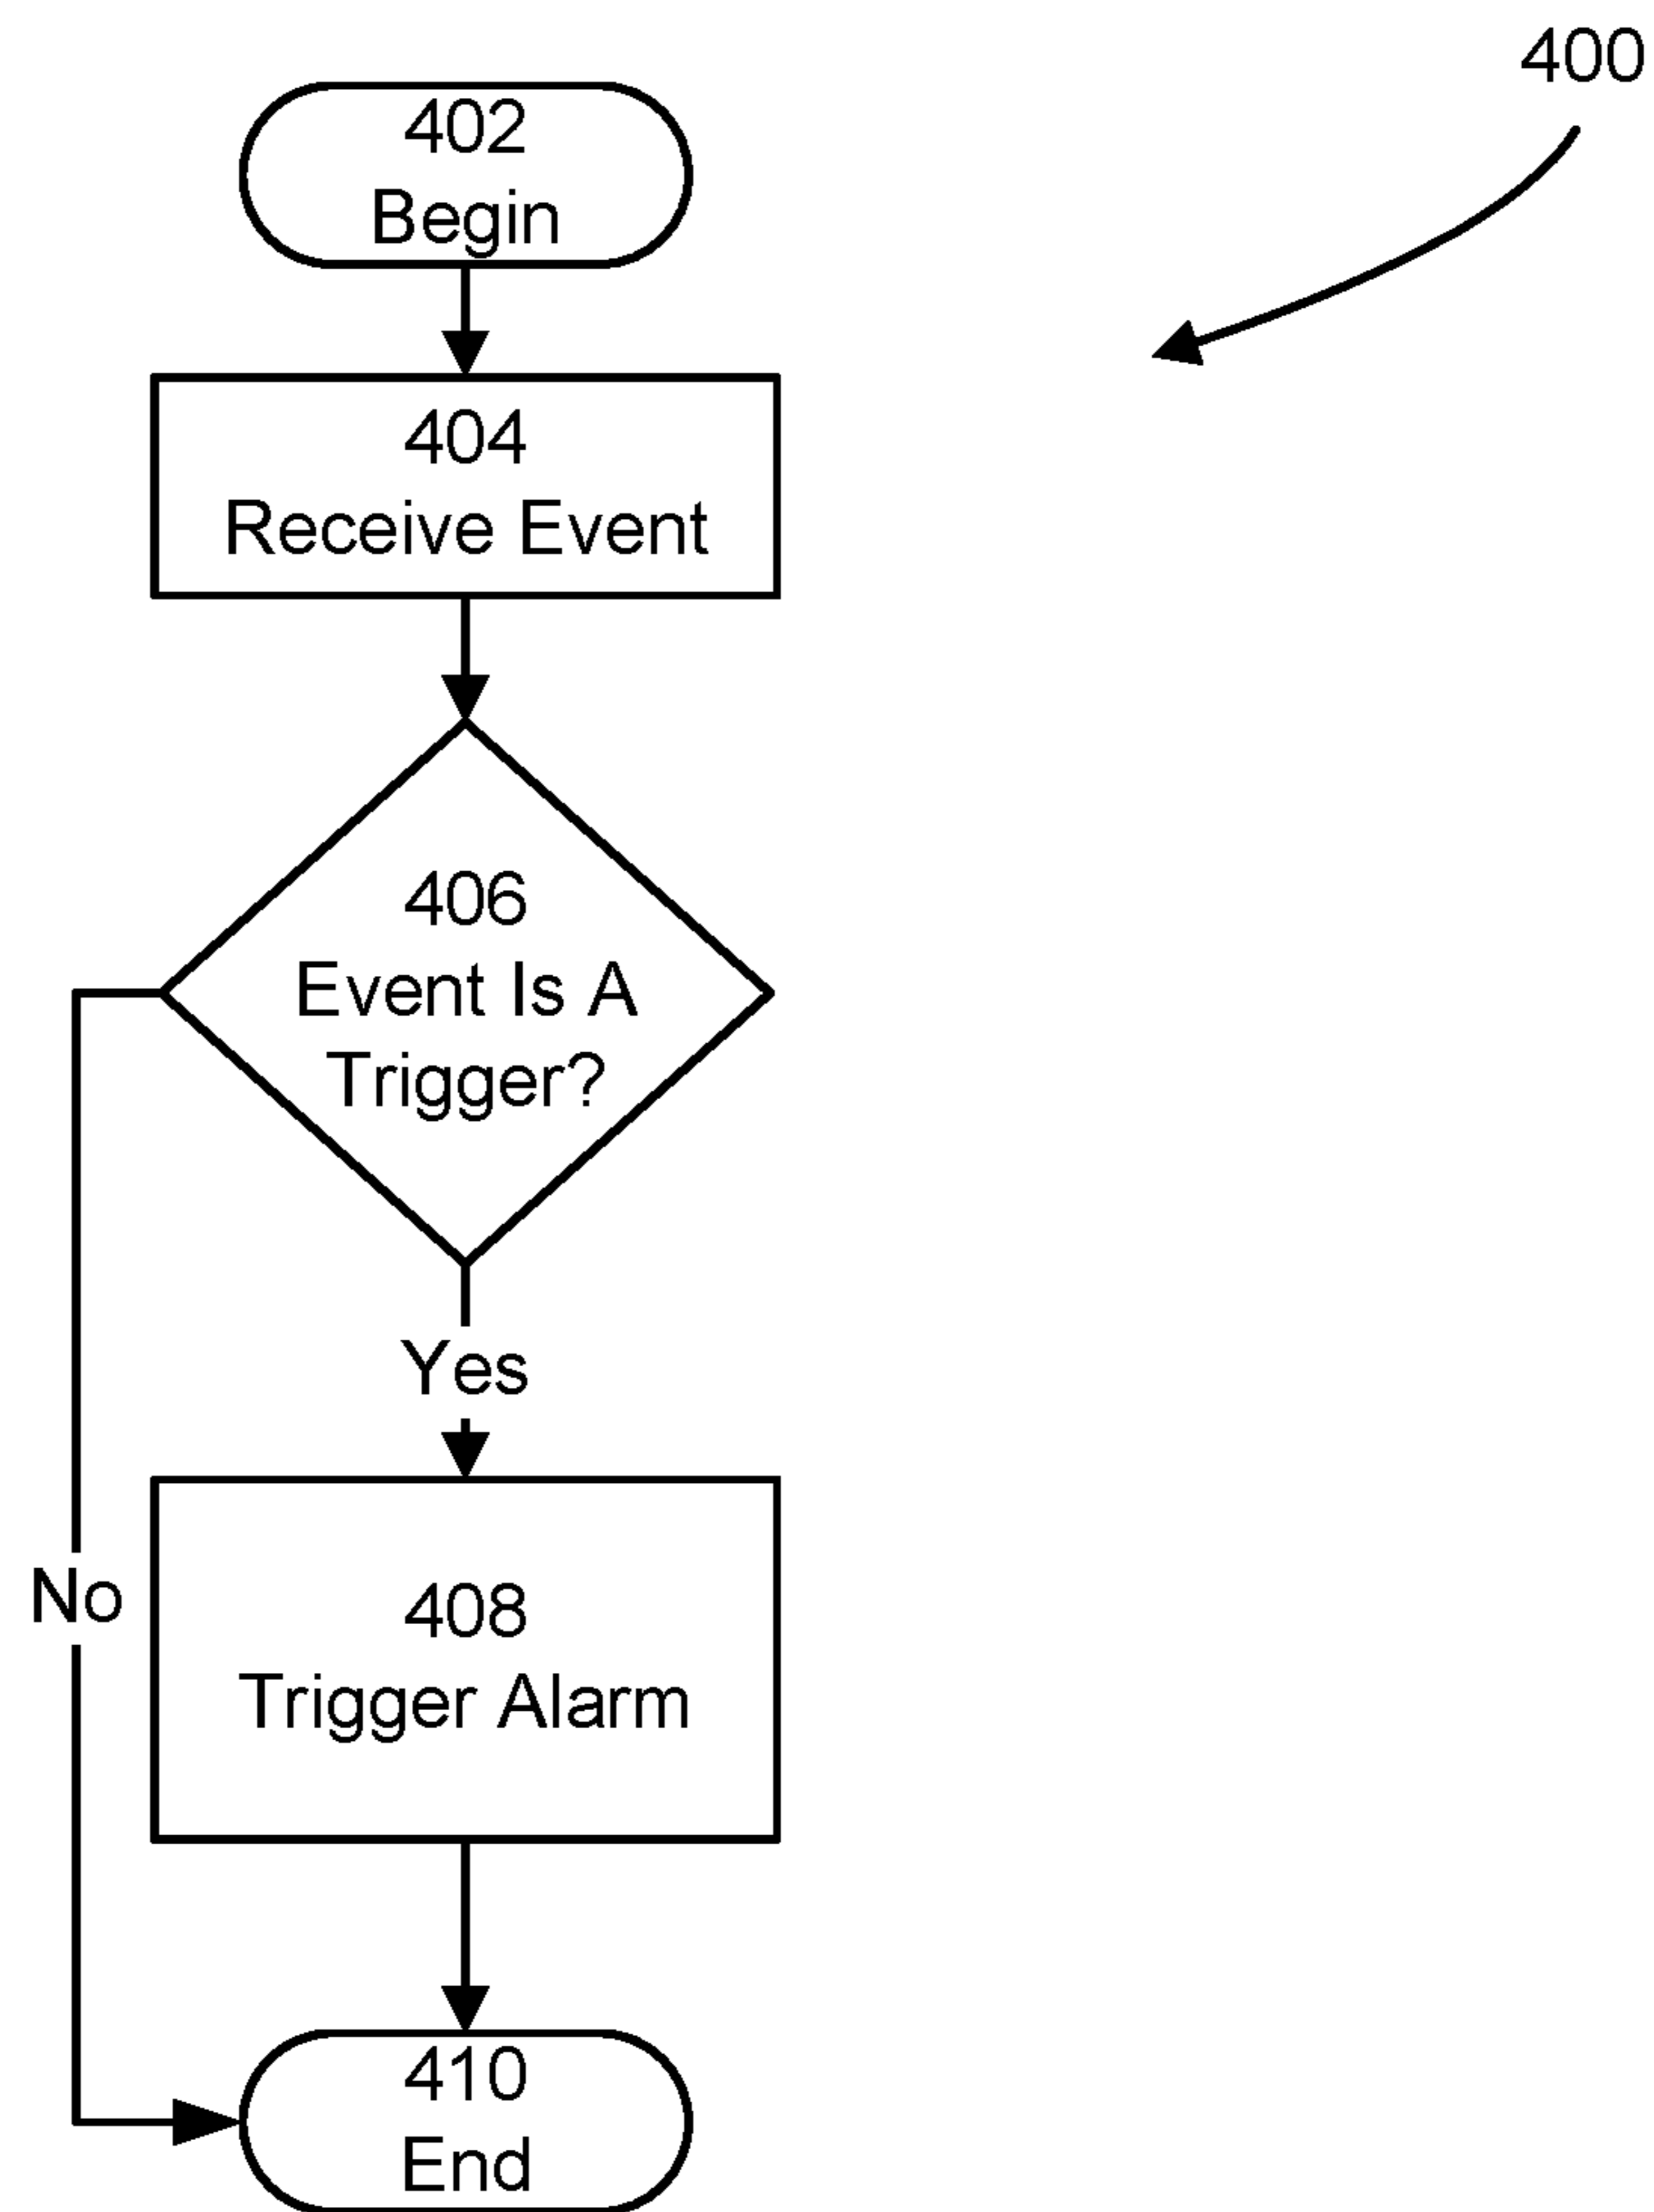 400
402
Begin
404
Receive Event
406
Event Is A
Trigger?
Yes
No
408
Trigger Alarm
410
End